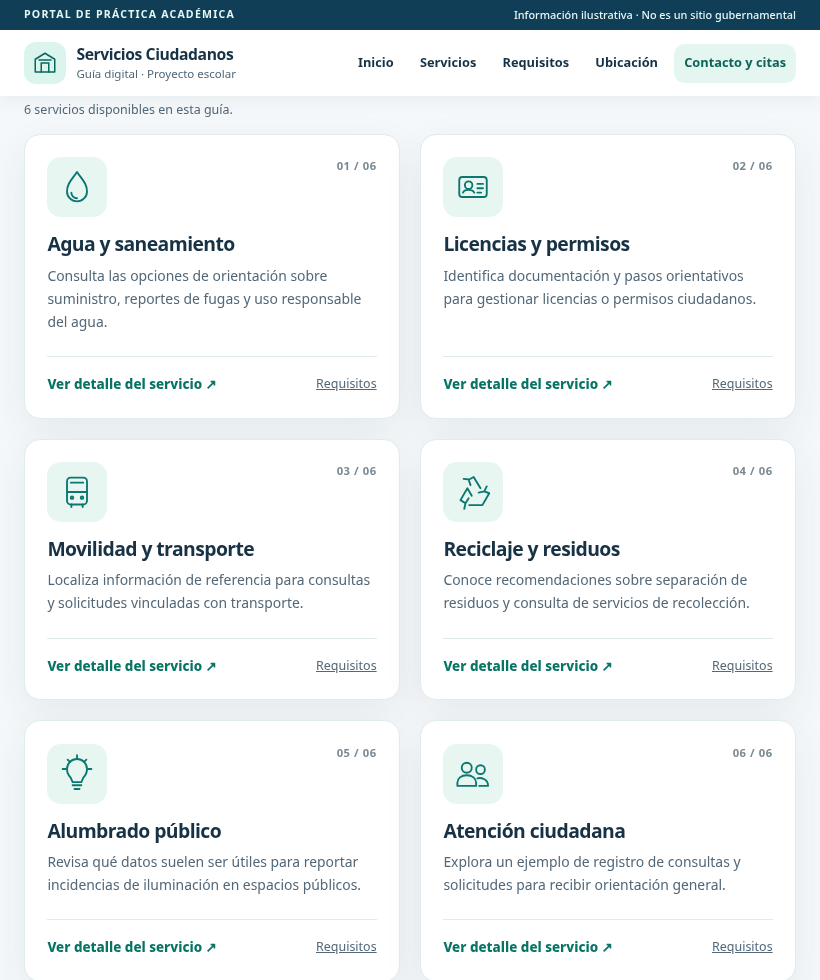 PORTAL DE PRÁCTICA ACADÉMICA
Información ilustrativa · No es un sitio gubernamental
Servicios Ciudadanos
Guía digital · Proyecto escolar
Inicio
Servicios
Requisitos
Ubicación
Contacto y citas
6 servicios disponibles en esta guía.
01 / 06
Agua y saneamiento
Consulta las opciones de orientación sobre
suministro, reportes de fugas y uso responsable
del agua.
Ver detalle del servicio ↗
Requisitos
02 / 06
Licencias y permisos
Identifica documentación y pasos orientativos
para gestionar licencias o permisos ciudadanos.
Ver detalle del servicio ↗
Requisitos
03 / 06
Movilidad y transporte
Localiza información de referencia para consultas
y solicitudes vinculadas con transporte.
Ver detalle del servicio ↗
Requisitos
04 / 06
Reciclaje y residuos
Conoce recomendaciones sobre separación de
residuos y consulta de servicios de recolección.
Ver detalle del servicio ↗
Requisitos
05 / 06
Alumbrado público
Revisa qué datos suelen ser útiles para reportar
incidencias de iluminación en espacios públicos.
Ver detalle del servicio ↗
Requisitos
06 / 06
Atención ciudadana
Explora un ejemplo de registro de consultas y
solicitudes para recibir orientación general.
Ver detalle del servicio ↗
Requisitos